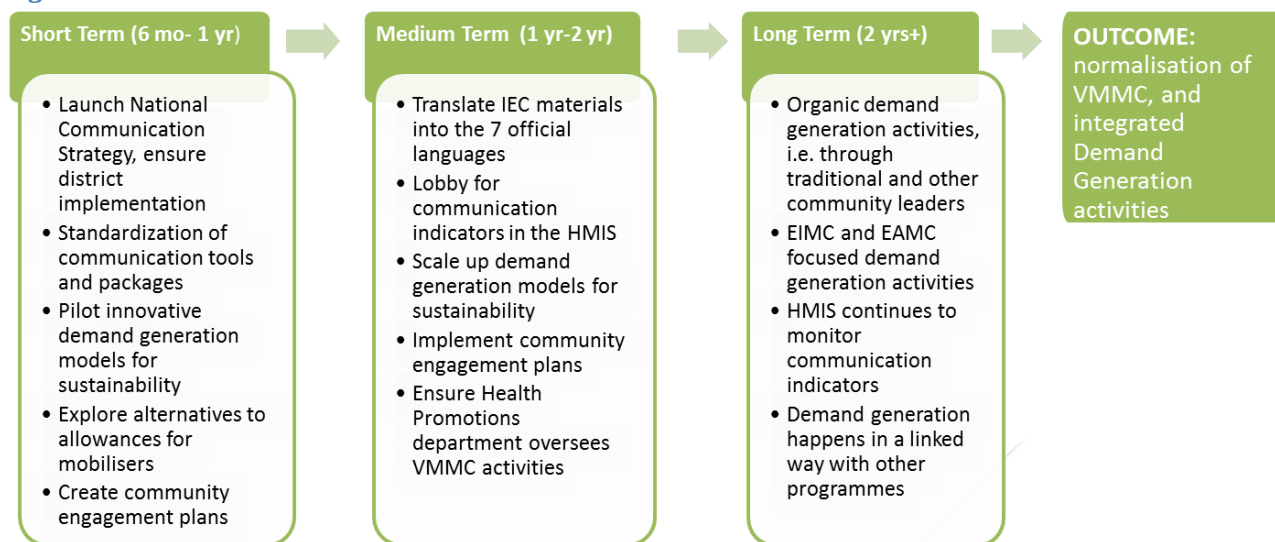 Short Term (6 mo- 1 yr)
• Launch National
Communication
Strategy, ensure
district
implementation
• Standardization of
communication tools
and packages
• Pilot innovative
demand generation
models for
sustainability
• Explore alternatives to
allowances for
mobilisers
• Create community
engagement plans
Medium Term (1 yr-2 yr)
• Translate IEC materials
into the 7 official
languages
• Lobby for
communication
indicators in the HMIS
• Scale up demand
generation models for
sustainability
• Implement community
engagement plans
• Ensure Health
Promotions
department oversees
VMMC activities
Long Term (2 yrs+)
• Organic demand
generation activities,
i.e. through
traditional and other
community leaders
• EIMC and EAMC
focused demand
generation activities
• HMIS continues to
monitor
communication
indicators
• Demand generation
happens in a linked
way with other
programmes
OUTCOME:
normalisation of
VMMC, and
integrated
Demand
Generation
activities